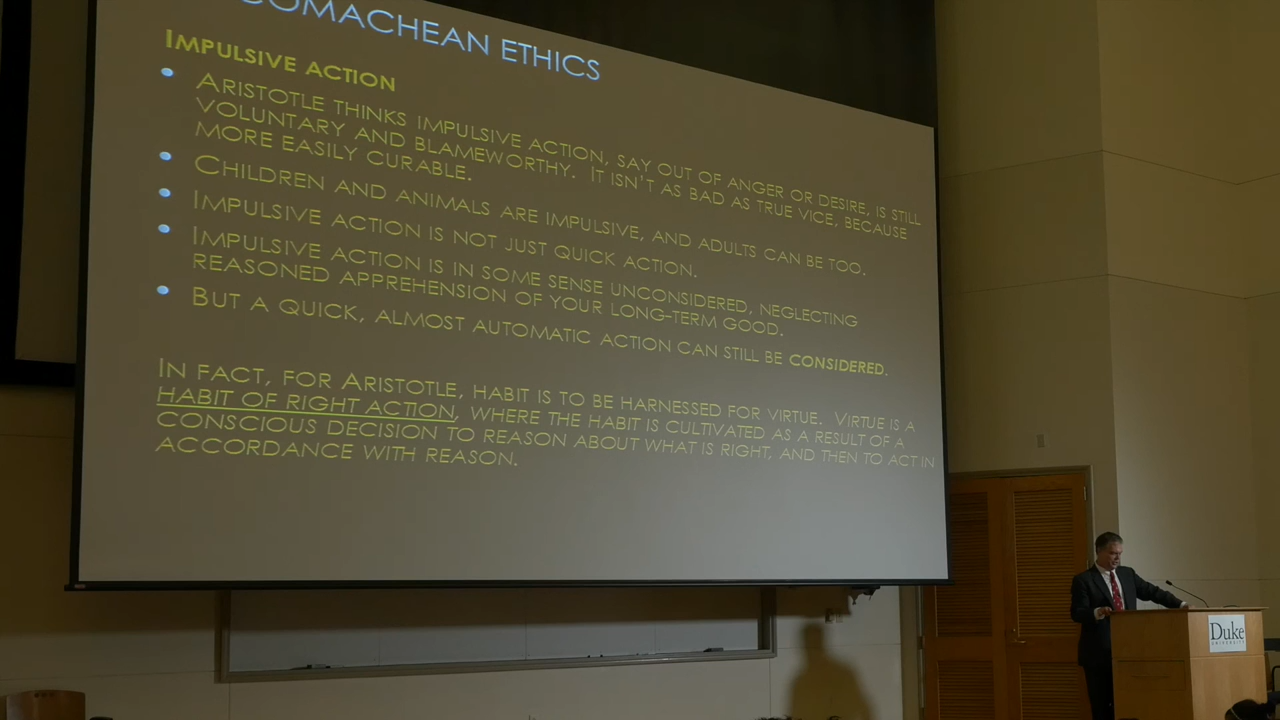 COMACHEAN ETHICS
IMPULSIVE ACTION
ARISTOTLE THINKS IMPULSIVE ACTION, SAY OUT OF ANGER OR DESIRE, IS STILL
VOLUNTARY AND BLAMEWORTHY. IT ISN'T AS BAD AS TRUE VICE, BECAUSE
MORE EASILY CURABLE.
CHILDREN AND ANIMALS ARE IMPULSIVE, AND ADULTS CAN BE TOO.
IMPULSIVE ACTION IS NOT JUST QUICK ACTION.
IMPULSIVE ACTION IS IN SOME SENSE UNCONSIDERED, NEGLECTING
REASONED APPREHENSION OF YOUR LONG-TERM GOOD.
BUT A QUICK, ALMOST AUTOMATIC ACTION CAN STILL BE CONSIDERED.
IN FACT, FOR ARISTOTLE, HABIT IS TO BE HARNESSED FOR VIRTUE. VIRTUE IS A
HABIT OF RIGHT ACTION, WHERE THE HABIT IS CULTIVATED AS A RESULT OF A
CONSCIOUS DECISION TO REASON ABOUT WHAT IS RIGHT, AND THEN TO ACT IN
ACCORDANCE WITH REASON.
Duke
UNIVERSITY